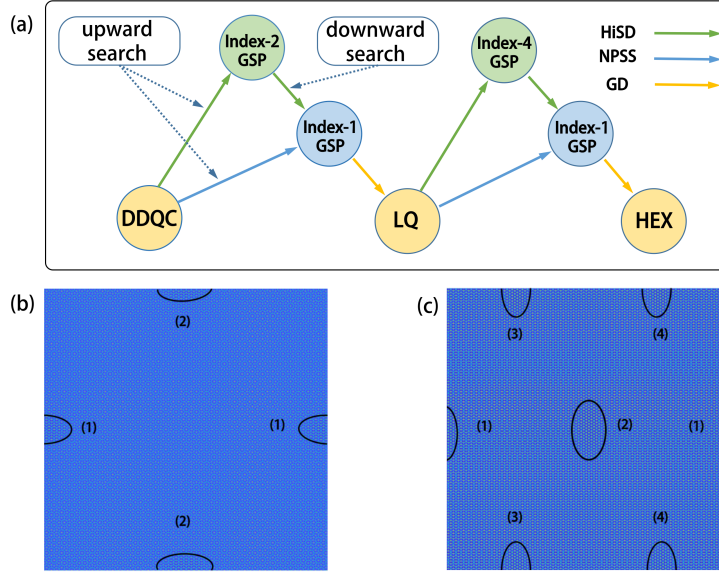 (a)
upward
search
Index-2
GSP
downward
search
Index-4
GSP
HiSD
NPSS
GD
Index-1
GSP
Index-1
GSP
DDQC
LQ
HEX
(b)
(2)
(1)
(1)
(2)
(c)
(3)
(4)
(1)
(2)
(1)
(3)
(4)